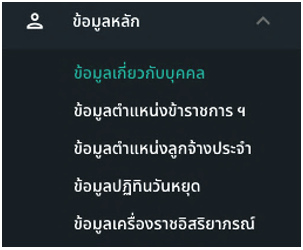 ข้อมูลหลัก
ข้อมูลเกี่ยวกับบุคคล
ข้อมูลตำแหน่งข้าราชการ ฯ
ข้อมูลตำแหน่งลูกจ้างประจำ
ข้อมูลปฏิทินวันหยุด
ข้อมูลเครื่องราชอิสริยาภรณ์